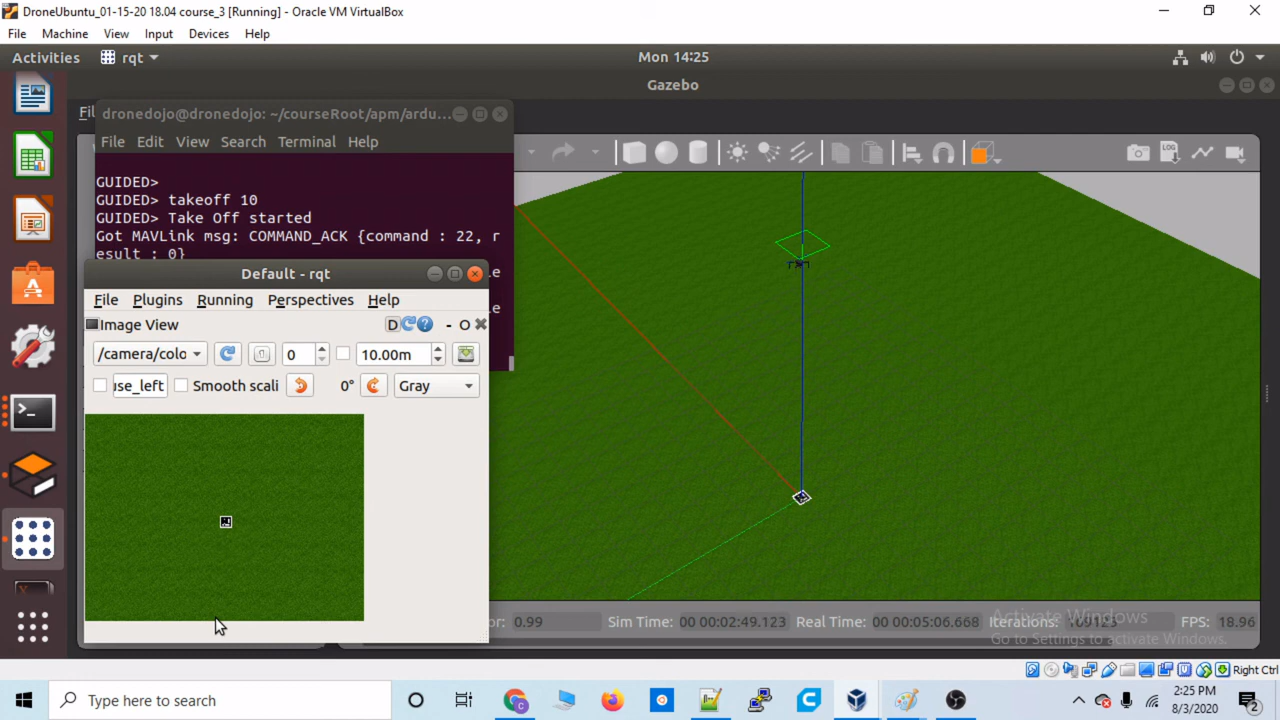 DroneUbuntu_01-15-20 18.04 course_3 [Running] - Oracle VM VirtualBox
File Machine View Input Devices Help
Activities rqt Mon 14:25
Gazebo
dronedojo@dronedojo: ~/courseRoot/apm/ardu...
File Edit View Search Terminal Help
GUIDED>
GUIDED> takeoff 10
GUIDED> Take Off started
Got MAVLink msg: COMMAND_ACK {command : 22, r
esult : 0}
Default - rqt
File Plugins Running Perspectives Help
Image View D - O
/camera/colo 0 10.00m
use_left Smooth scali 0° Gray
0.99 Sim Time: 00 00:02:49.123 Real Time: 00 00:05:06.668 Iterations: FPS: 18.96
Activate Windows
Go to Settings to activate Windows.
Right Ctrl
Type here to search
2:25 PM
8/3/2020
2